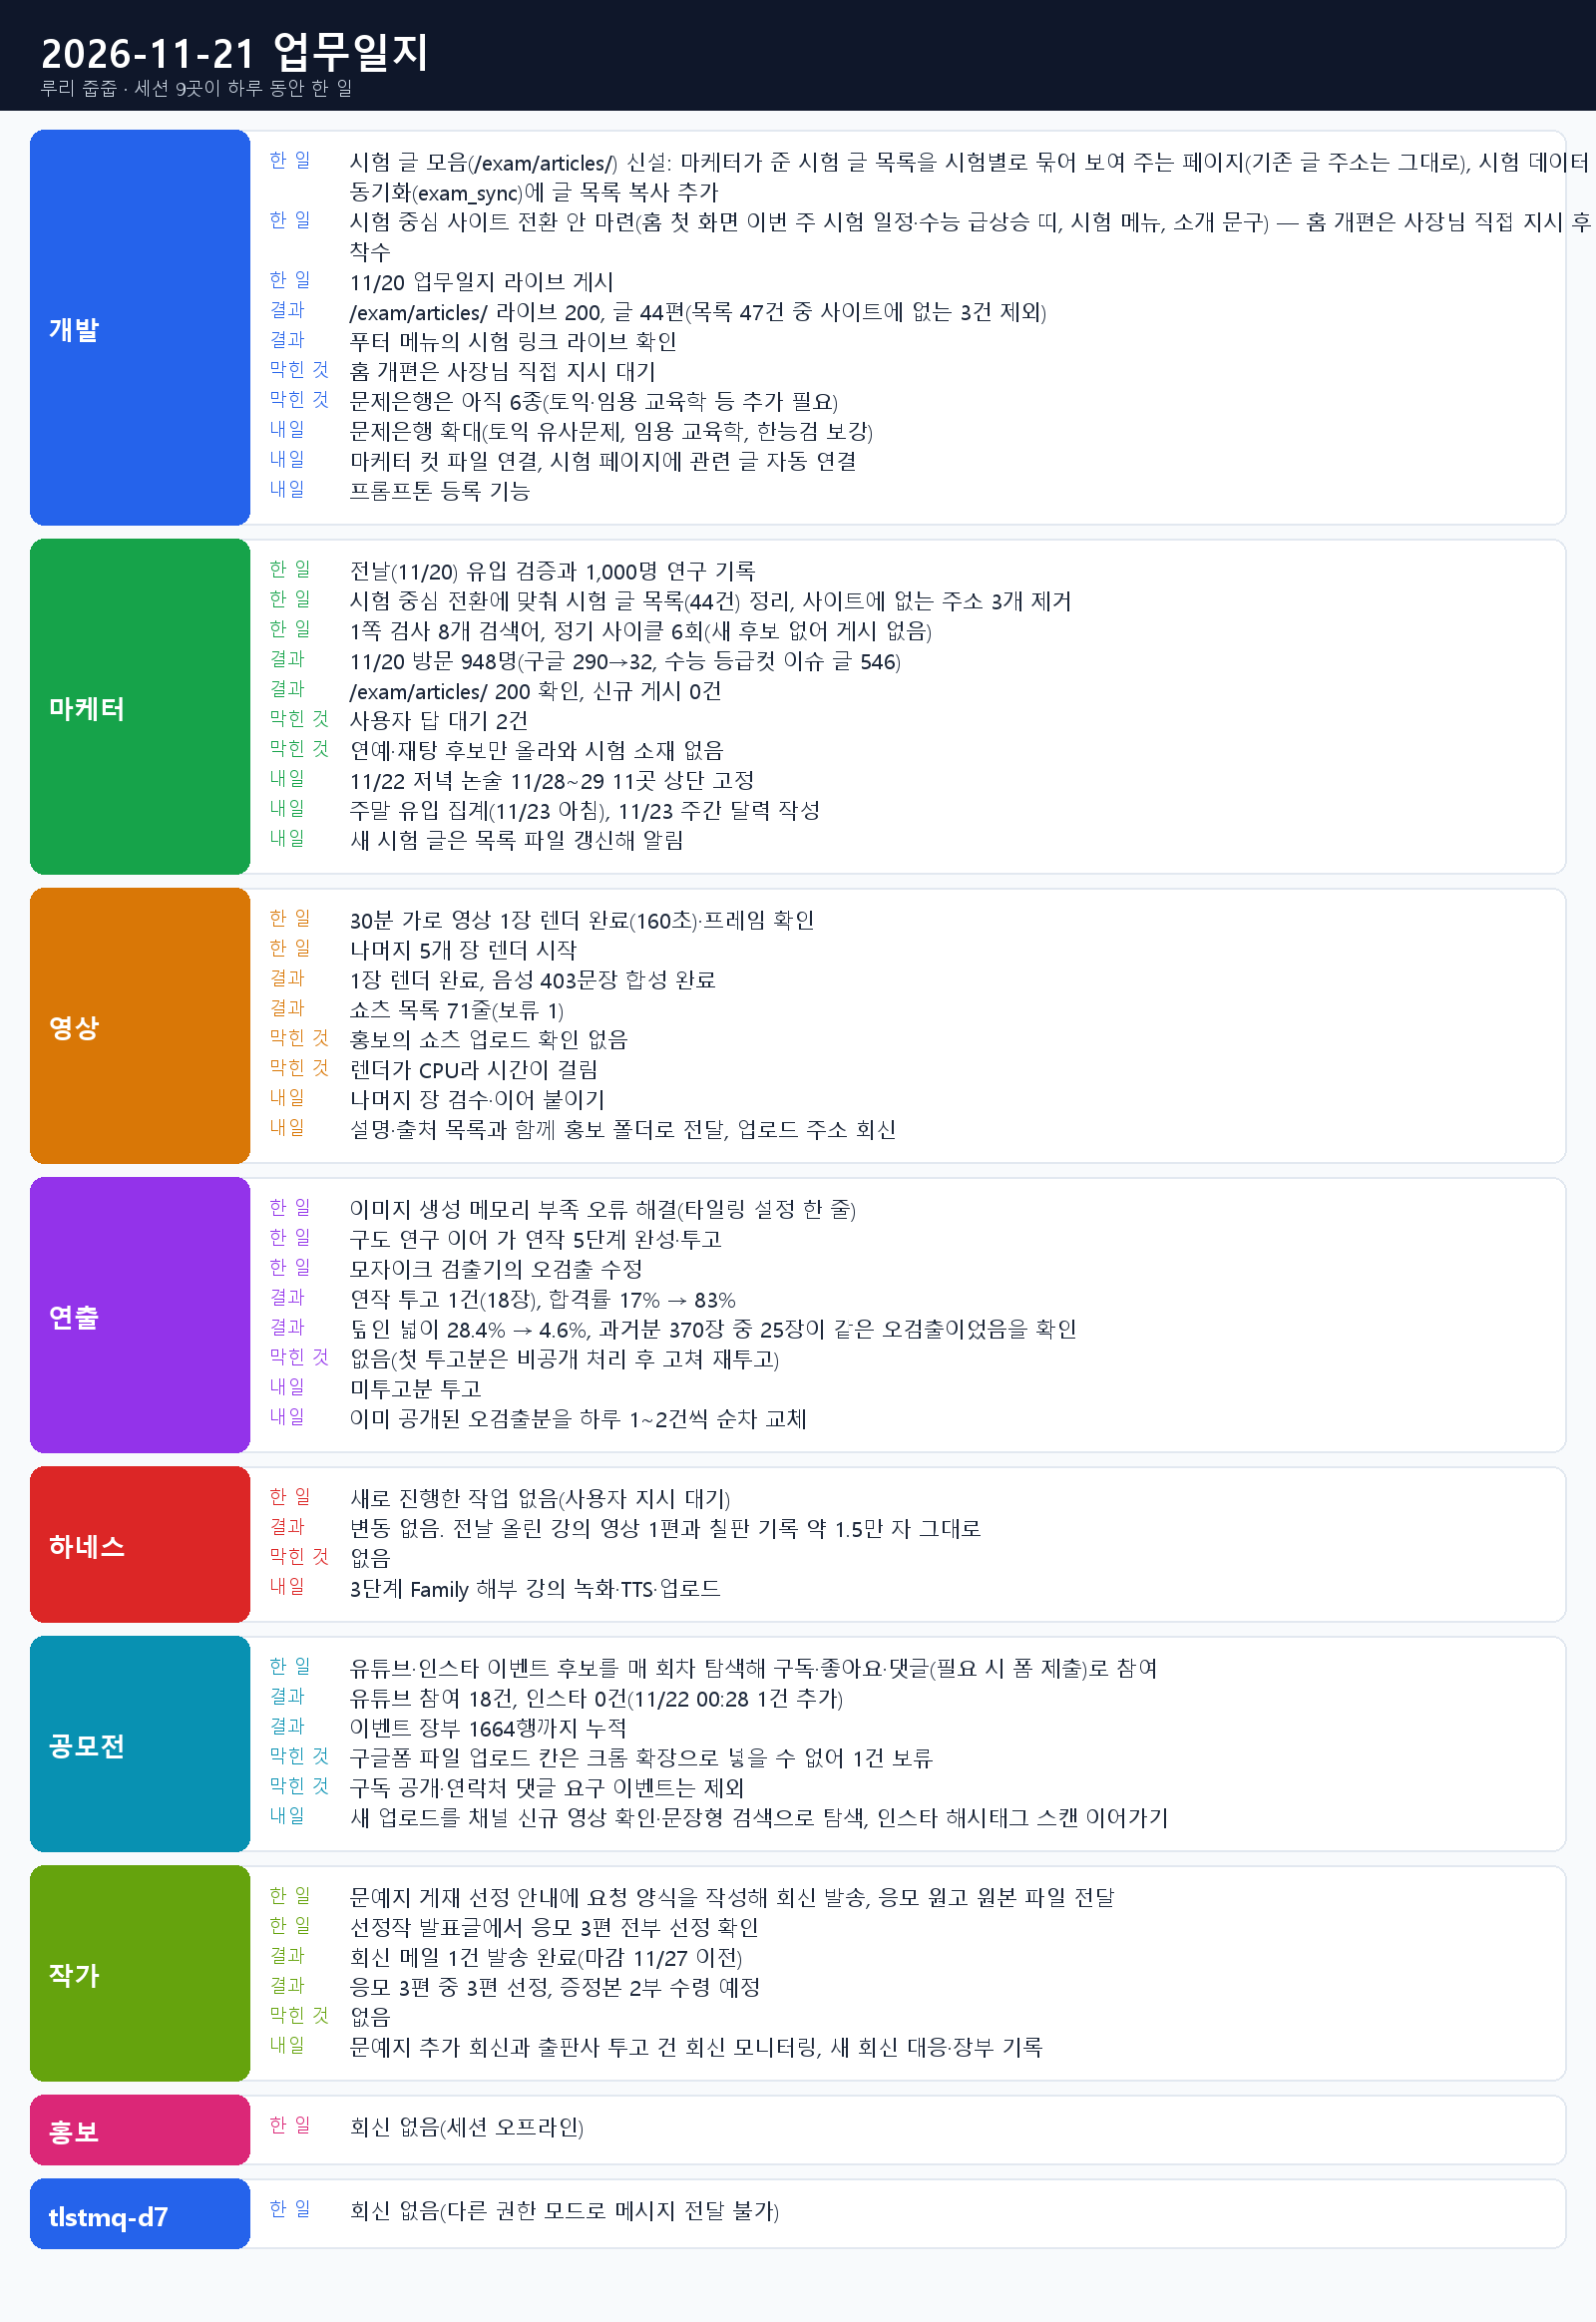 2026-11-21 업무일지
루리 줍줍 · 세션 9곳이 하루 동안 한 일
개발
한 일 시험 글 모음(/exam/articles/) 신설: 마케터가 준 시험 글 목록을 시험별로 묶어 보여 주는 페이지(기존 글 주소는 그대로), 시험 데이터
동기화(exam_sync)에 글 목록 복사 추가
한 일 시험 중심 사이트 전환 안 마련(홈 첫 화면 이번 주 시험 일정·수능 급상승 띠, 시험 메뉴, 소개 문구) — 홈 개편은 사장님 직접 지시 후
착수
한 일 11/20 업무일지 라이브 게시
결과 /exam/articles/ 라이브 200, 글 44편(목록 47건 중 사이트에 없는 3건 제외)
결과 푸터 메뉴의 시험 링크 라이브 확인
막힌 것 홈 개편은 사장님 직접 지시 대기
막힌 것 문제은행은 아직 6종(토익·임용 교육학 등 추가 필요)
내일 문제은행 확대(토익 유사문제, 임용 교육학, 한능검 보강)
내일 마케터 컷 파일 연결, 시험 페이지에 관련 글 자동 연결
내일 프롬프톤 등록 기능
마케터
한 일 전날(11/20) 유입 검증과 1,000명 연구 기록
한 일 시험 중심 전환에 맞춰 시험 글 목록(44건) 정리, 사이트에 없는 주소 3개 제거
한 일 1쪽 검사 8개 검색어, 정기 사이클 6회(새 후보 없어 게시 없음)
결과 11/20 방문 948명(구글 290→32, 수능 등급컷 이슈 글 546)
결과 /exam/articles/ 200 확인, 신규 게시 0건
막힌 것 사용자 답 대기 2건
막힌 것 연예·재탕 후보만 올라와 시험 소재 없음
내일 11/22 저녁 논술 11/28~29 11곳 상단 고정
내일 주말 유입 집계(11/23 아침), 11/23 주간 달력 작성
내일 새 시험 글은 목록 파일 갱신해 알림
영상
한 일 30분 가로 영상 1장 렌더 완료(160초)·프레임 확인
한 일 나머지 5개 장 렌더 시작
결과 1장 렌더 완료, 음성 403문장 합성 완료
결과 쇼츠 목록 71줄(보류 1)
막힌 것 홍보의 쇼츠 업로드 확인 없음
막힌 것 렌더가 CPU라 시간이 걸림
내일 나머지 장 검수·이어 붙이기
내일 설명·출처 목록과 함께 홍보 폴더로 전달, 업로드 주소 회신
연출
한 일 이미지 생성 메모리 부족 오류 해결(타일링 설정 한 줄)
한 일 구도 연구 이어 가 연작 5단계 완성·투고
한 일 모자이크 검출기의 오검출 수정
결과 연작 투고 1건(18장), 합격률 17% → 83%
결과 덮인 넓이 28.4% → 4.6%, 과거분 370장 중 25장이 같은 오검출이었음을 확인
막힌 것 없음(첫 투고분은 비공개 처리 후 고쳐 재투고)
내일 미투고분 투고
내일 이미 공개된 오검출분을 하루 1~2건씩 순차 교체
하네스
한 일 새로 진행한 작업 없음(사용자 지시 대기)
결과 변동 없음. 전날 올린 강의 영상 1편과 칠판 기록 약 1.5만 자 그대로
막힌 것 없음
내일 3단계 Family 해부 강의 녹화·TTS·업로드
공모전
한 일 유튜브·인스타 이벤트 후보를 매 회차 탐색해 구독·좋아요·댓글(필요 시 폼 제출)로 참여
결과 유튜브 참여 18건, 인스타 0건(11/22 00:28 1건 추가)
결과 이벤트 장부 1664행까지 누적
막힌 것 구글폼 파일 업로드 칸은 크롬 확장으로 넣을 수 없어 1건 보류
막힌 것 구독 공개·연락처 댓글 요구 이벤트는 제외
내일 새 업로드를 채널 신규 영상 확인·문장형 검색으로 탐색, 인스타 해시태그 스캔 이어가기
작가
한 일 문예지 게재 선정 안내에 요청 양식을 작성해 회신 발송, 응모 원고 원본 파일 전달
한 일 선정작 발표글에서 응모 3편 전부 선정 확인
결과 회신 메일 1건 발송 완료(마감 11/27 이전)
결과 응모 3편 중 3편 선정, 증정본 2부 수령 예정
막힌 것 없음
내일 문예지 추가 회신과 출판사 투고 건 회신 모니터링, 새 회신 대응·장부 기록
홍보
한 일 회신 없음(세션 오프라인)
tlstmq-d7
한 일 회신 없음(다른 권한 모드로 메시지 전달 불가)